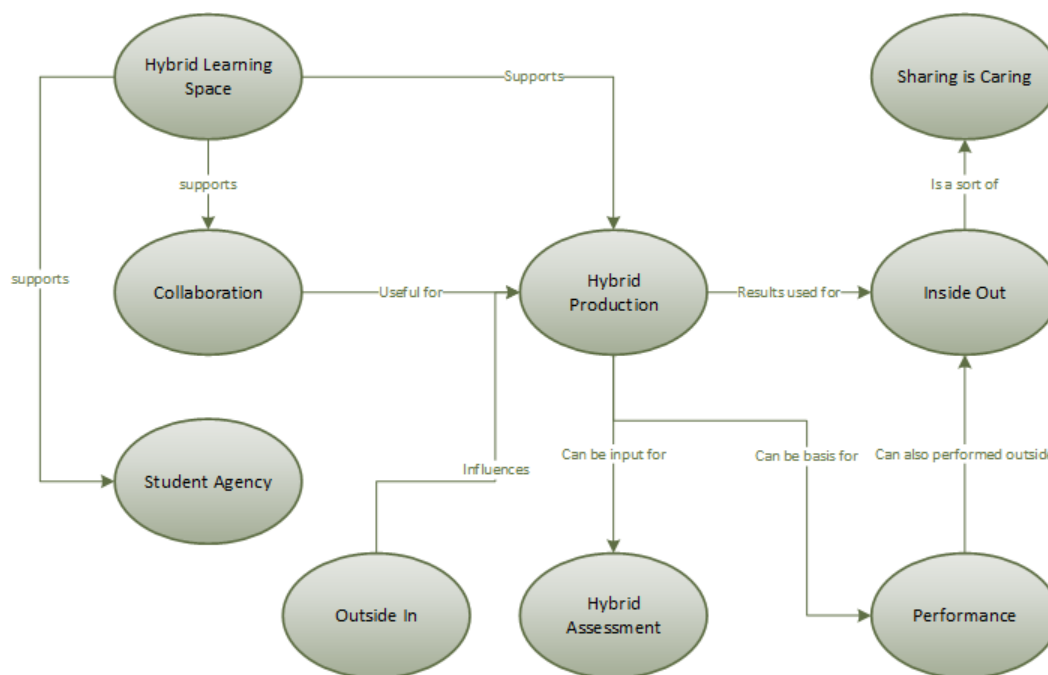 Hybrid Learning
Space
Supports
Sharing is Caring
supports
Is a sort of
supports
Collaboration
Useful for
Hybrid
Production
Results used for
Inside Out
Student Agency
Influences
Can be input for
Can be basis for
Can also performed outside
Outside In
Hybrid
Assessment
Performance